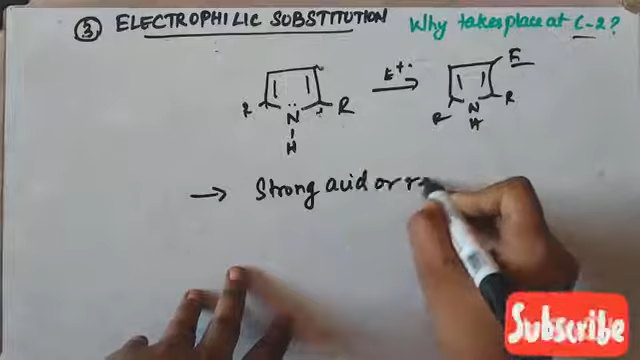 ③ ELECTROPHILIC SUBSTITUTION Why takes place at C-2?
E+. E
R N R R N R
H H
→ Strong acid or r
Subscribe